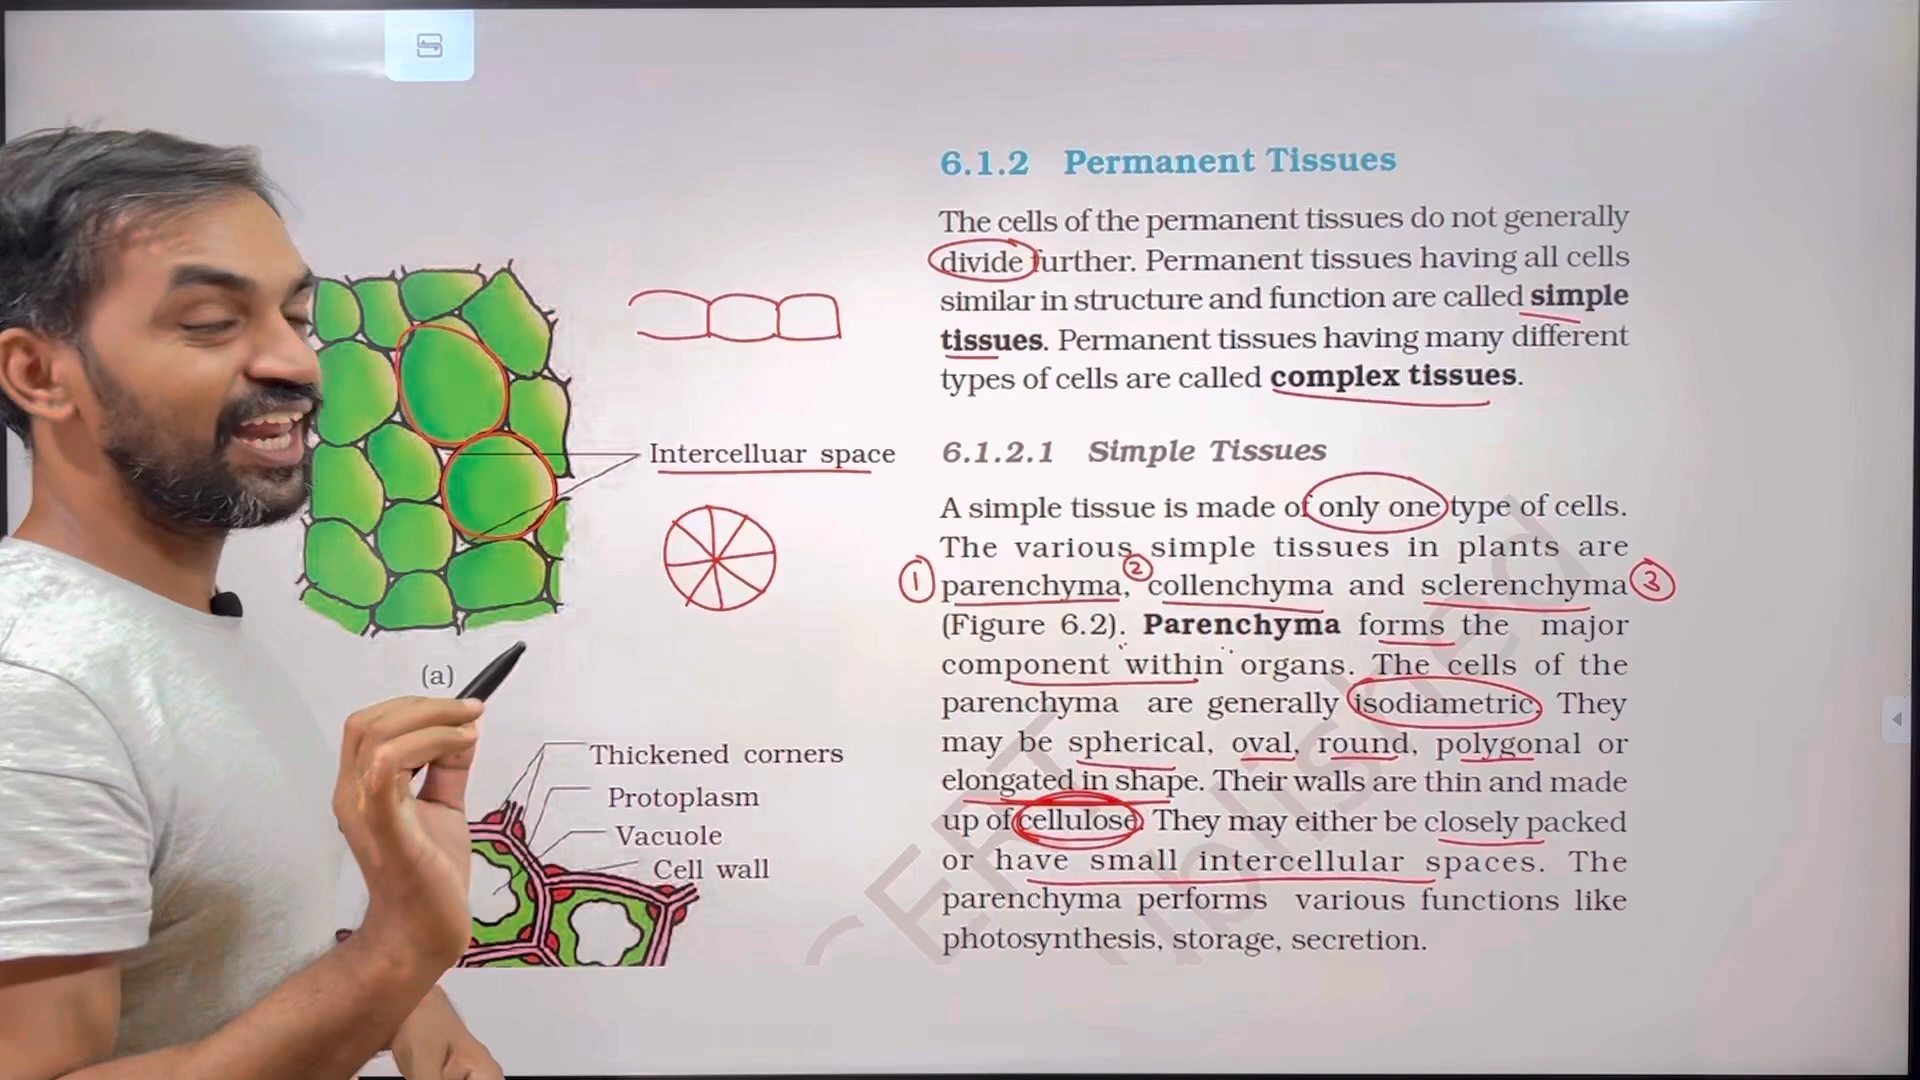 6.1.2 Permanent Tissues
The cells of the permanent tissues do not generally
divide further. Permanent tissues having all cells
similar in structure and function are called simple
tissues. Permanent tissues having many different
types of cells are called complex tissues.
6.1.2.1 Simple Tissues
A simple tissue is made of only one type of cells.
The various simple tissues in plants are
① parenchyma, ② collenchyma and sclerenchyma ③
(Figure 6.2). Parenchyma forms the major
component within organs. The cells of the
parenchyma are generally isodiametric. They
may be spherical, oval, round, polygonal or
elongated in shape. Their walls are thin and made
up of cellulose. They may either be closely packed
or have small intercellular spaces. The
parenchyma performs various functions like
photosynthesis, storage, secretion.
Intercelluar space
(a)
Thickened corners
Protoplasm
Vacuole
Cell wall